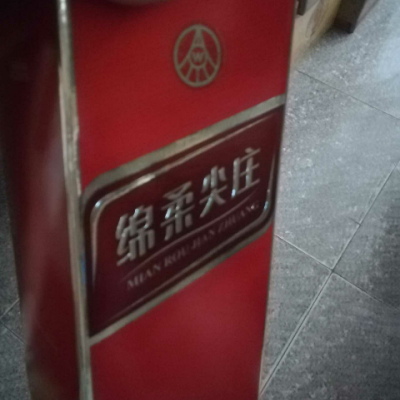 W
绵柔尖庄
MIAN ROU JIAN ZHUANG